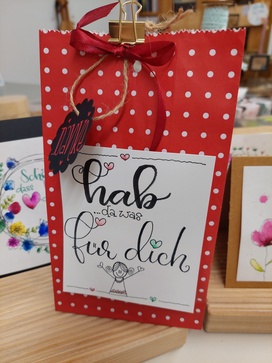 hab
...da was
für dich